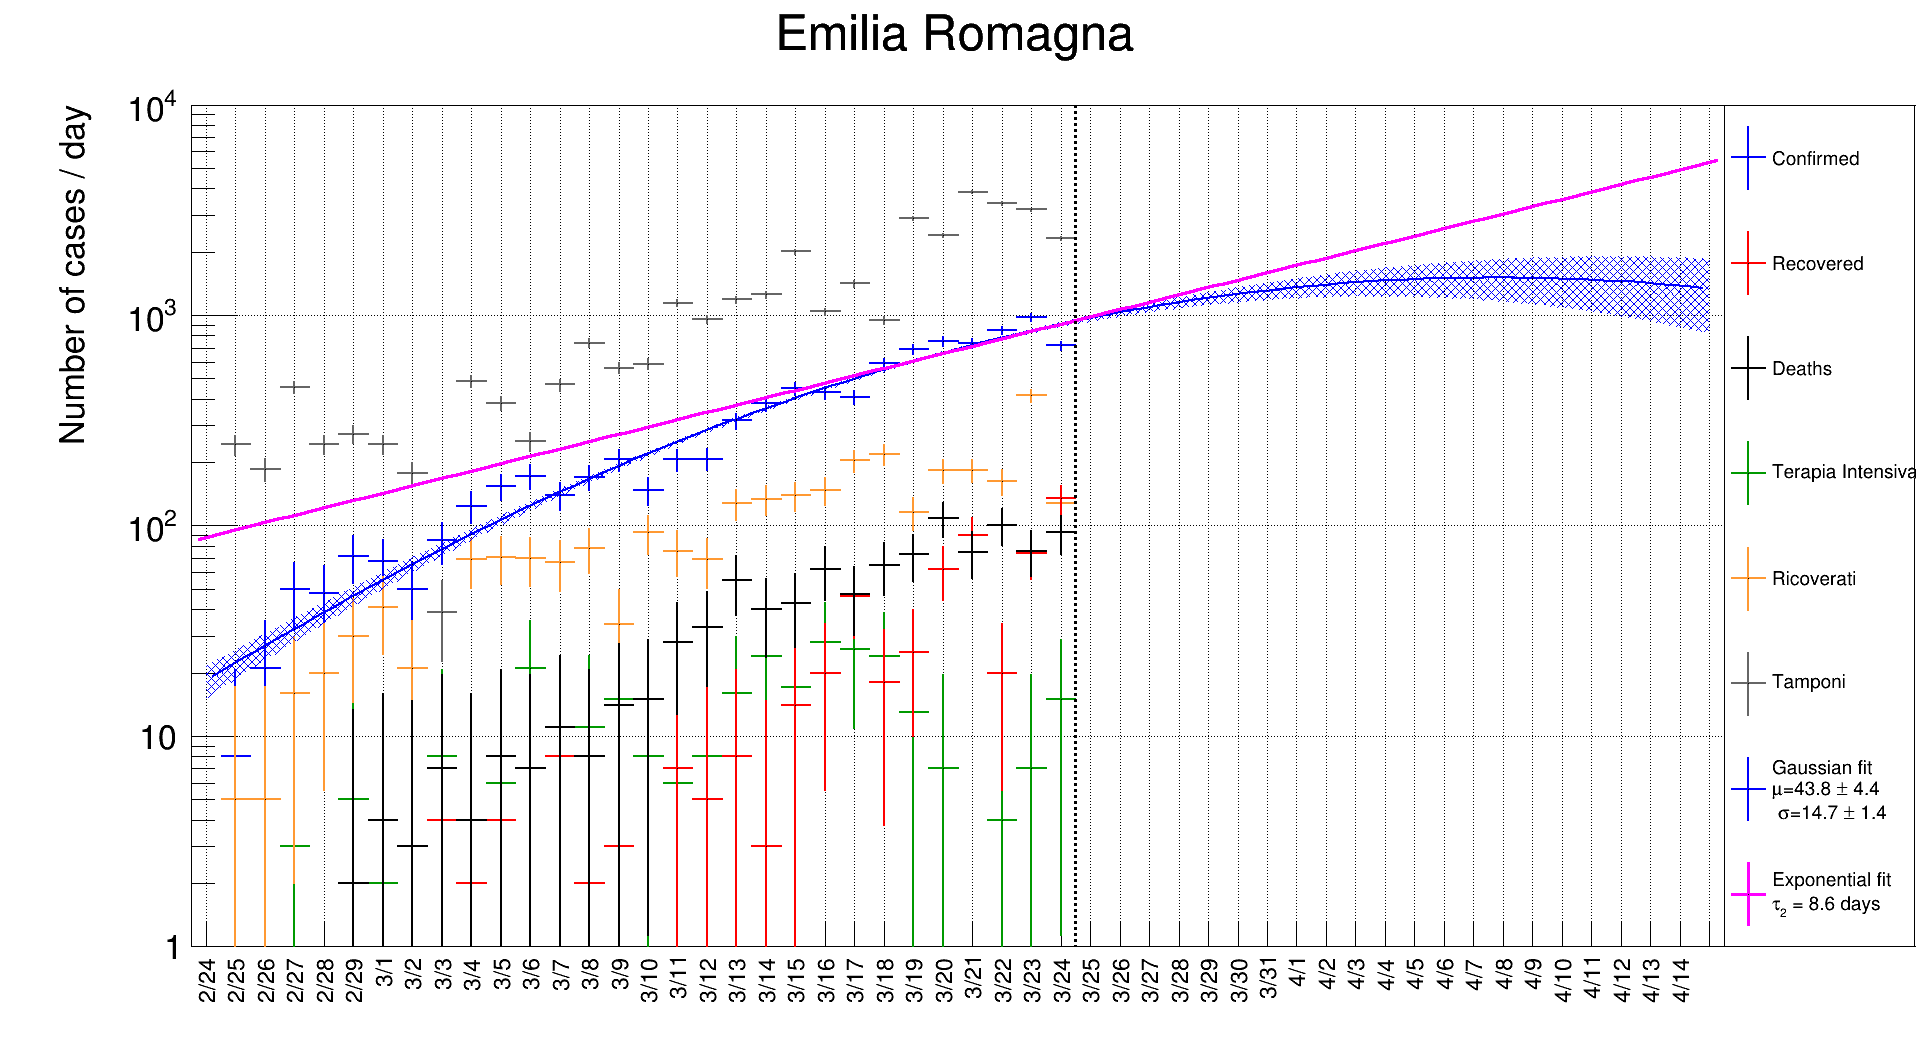 Emilia Romagna
Number of cases / day
10⁴
10³
10²
10
1
2/24 2/25 2/26 2/27 2/28 2/29 3/1 3/2 3/3 3/4 3/5 3/6 3/7 3/8 3/9 3/10 3/11 3/12 3/13 3/14 3/15 3/16 3/17 3/18 3/19 3/20 3/21 3/22 3/23 3/24 3/25 3/26 3/27 3/28 3/29 3/30 3/31 4/1 4/2 4/3 4/4 4/5 4/6 4/7 4/8 4/9 4/10 4/11 4/12 4/13 4/14
Confirmed
Recovered
Deaths
Terapia Intensiva
Ricoverati
Tamponi
Gaussian fit
μ=43.8 ± 4.4
σ=14.7 ± 1.4
Exponential fit
τ₂ = 8.6 days